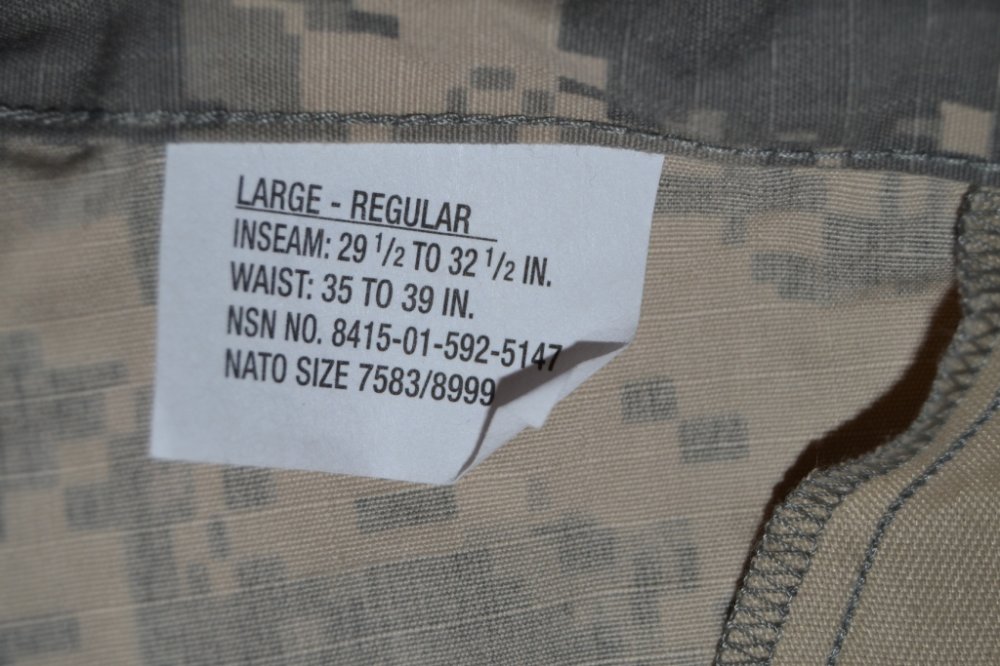 LARGE - REGULAR
INSEAM: 29 1/2 TO 32 1/2 IN.
WAIST: 35 TO 39 IN.
NSN NO. 8415-01-592-5147
NATO SIZE 7583/8999